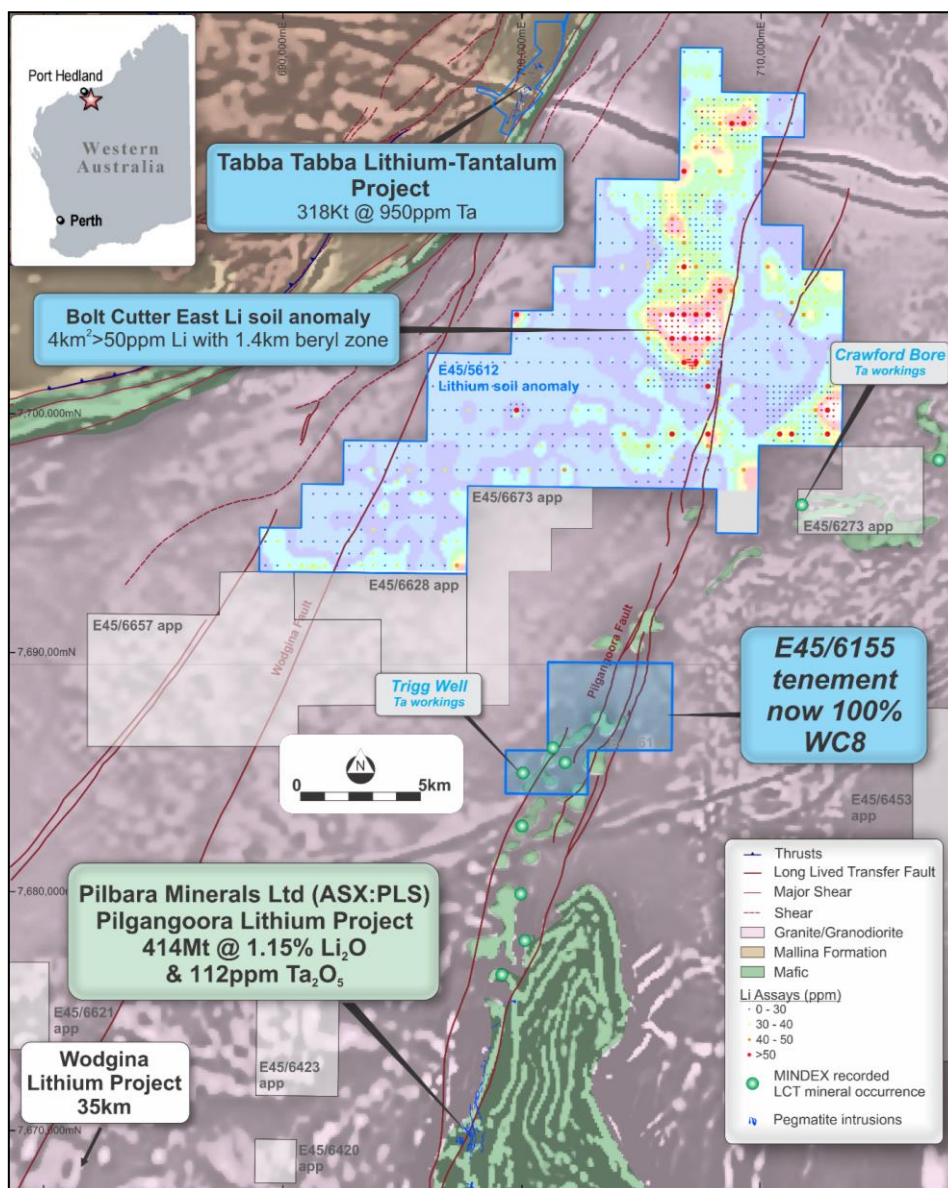 690,000mE
700,000mE
710,000mE
Port Hedland
Western
Australia
Perth
Tabba Tabba Lithium-Tantalum
Project
318Kt @ 950ppm Ta
Bolt Cutter East Li soil anomaly
4km²>50ppm Li with 1.4km beryl zone
E45/5612
Lithium soil anomaly
Crawford Bore
Ta workings
7,700,000mN
E45/6673 app
E45/6273 app
E45/6628 app
E45/6657 app
Wodgina Fault
Pilgangoora Fault
7,690,00mN
E45/6155
tenement
now 100%
WC8
Trigg Well
Ta workings
N
0 5km
E45/6453
app
7,680,000mN
Pilbara Minerals Ltd (ASX:PLS)
Pilgangoora Lithium Project
414Mt @ 1.15% Li₂O
& 112ppm Ta₂O₅
Thrusts
Long Lived Transfer Fault
Major Shear
Shear
Granite/Granodiorite
Mallina Formation
Mafic
Li Assays (ppm)
0 - 30
30 - 40
40 - 50
>50
MINDEX recorded
LCT mineral occurrence
Pegmatite intrusions
E45/6621
app
E45/6423
app
Wodgina
Lithium Project
35km
7,670,000mN
E45/6420
app